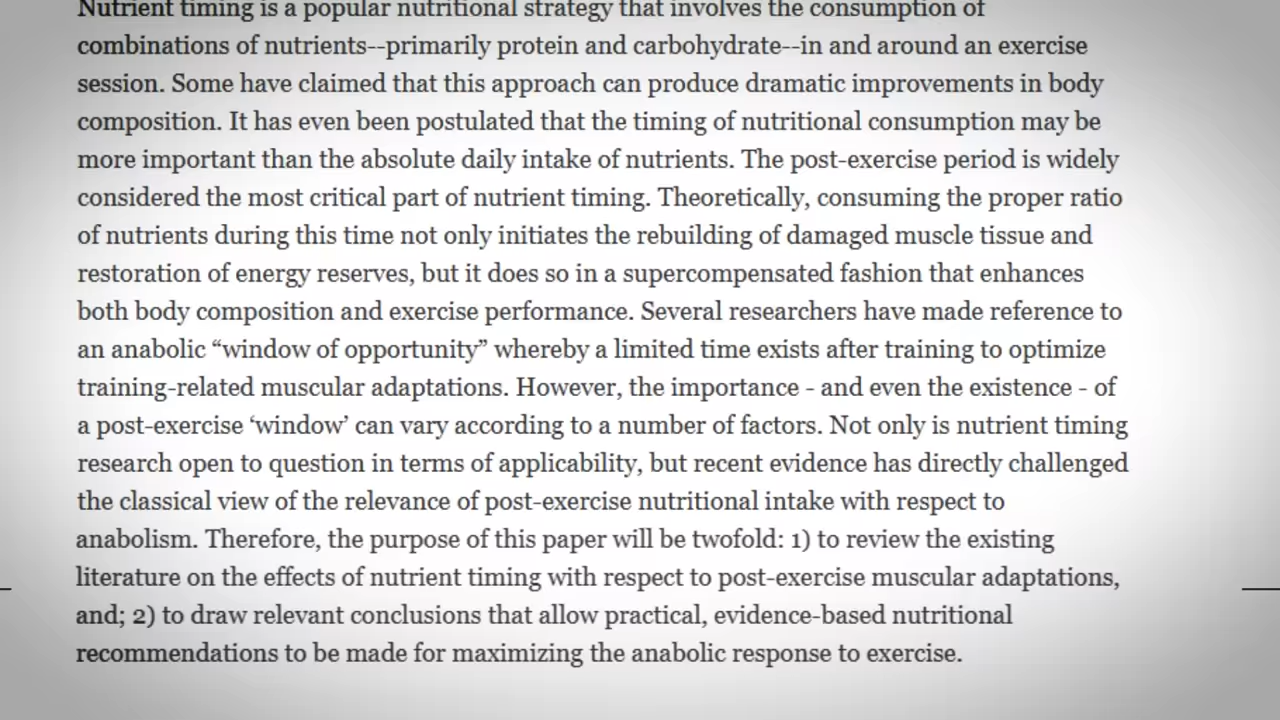 Nutrient timing is a popular nutritional strategy that involves the consumption of
combinations of nutrients--primarily protein and carbohydrate--in and around an exercise
session. Some have claimed that this approach can produce dramatic improvements in body
composition. It has even been postulated that the timing of nutritional consumption may be
more important than the absolute daily intake of nutrients. The post-exercise period is widely
considered the most critical part of nutrient timing. Theoretically, consuming the proper ratio
of nutrients during this time not only initiates the rebuilding of damaged muscle tissue and
restoration of energy reserves, but it does so in a supercompensated fashion that enhances
both body composition and exercise performance. Several researchers have made reference to
an anabolic “window of opportunity” whereby a limited time exists after training to optimize
training-related muscular adaptations. However, the importance - and even the existence - of
a post-exercise ‘window’ can vary according to a number of factors. Not only is nutrient timing
research open to question in terms of applicability, but recent evidence has directly challenged
the classical view of the relevance of post-exercise nutritional intake with respect to
anabolism. Therefore, the purpose of this paper will be twofold: 1) to review the existing
literature on the effects of nutrient timing with respect to post-exercise muscular adaptations,
and; 2) to draw relevant conclusions that allow practical, evidence-based nutritional
recommendations to be made for maximizing the anabolic response to exercise.